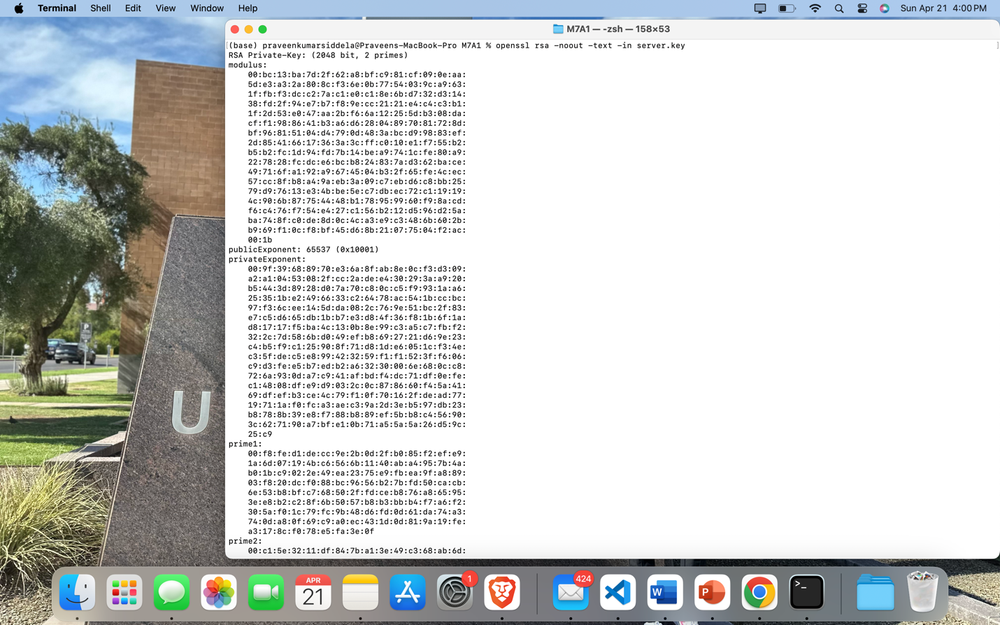 Terminal Shell Edit View Window Help
Sun Apr 21 4:00 PM
M7A1 — -zsh — 158×53
(base) praveenkumarsiddela@Praveens-MacBook-Pro M7A1 % openssl rsa -noout -text -in server.key
RSA Private-Key: (2048 bit, 2 primes)
modulus:
00:bc:13:ba:7d:2f:62:a8:bf:c9:81:cf:09:0e:aa:
5d:e3:a3:2a:80:8c:f3:6e:0b:77:54:03:9c:a9:63:
1f:fb:f3:dc:c2:7a:c1:e0:c1:8e:6b:d7:32:d3:14:
38:fd:2f:94:e7:b7:f8:9e:cc:21:21:e4:c4:c3:b1:
1f:2d:53:e0:47:aa:2b:f6:6a:12:25:5d:b3:08:da:
cf:f1:98:86:41:b3:a6:d6:28:04:89:70:81:72:8d:
bf:96:81:51:04:d4:79:0d:48:3a:bc:d9:98:83:ef:
2d:85:41:66:17:36:3a:3c:ff:c0:10:e1:f7:55:b2:
b5:b2:fc:1d:94:fd:7b:14:be:a9:74:1c:fe:80:a9:
22:78:28:fc:dc:e6:bc:b8:24:83:7a:d3:62:ba:ce:
49:71:6f:a1:92:a9:67:45:04:b3:2f:65:fe:4c:ec:
57:cc:8f:b8:a4:9a:eb:3a:09:c7:eb:d6:c8:bb:25:
79:d9:76:13:e3:4b:be:5e:c7:db:ec:72:c1:19:19:
4c:90:6b:87:75:44:48:b1:78:95:99:60:f9:8a:cd:
f6:c4:76:f7:54:e4:27:c1:56:b2:12:d5:96:d2:5a:
ba:74:8f:c0:de:8d:0c:4c:a3:e9:c3:48:6b:60:2b:
b9:69:f1:0c:f8:bf:45:d6:8b:21:07:75:04:f2:ac:
00:1b
publicExponent: 65537 (0x10001)
privateExponent:
00:9f:39:68:89:70:e3:6a:8f:ab:8e:0c:f3:d3:09:
a2:a1:04:53:08:2f:cc:2a:de:e4:30:29:3a:a9:20:
b5:44:3d:89:28:d0:7a:70:c8:0c:c5:f9:93:1a:a6:
25:35:1b:e2:49:66:33:c2:64:78:ac:54:1b:cc:bc:
97:f3:6c:ee:14:5d:da:08:2c:76:9e:51:bc:2f:83:
e7:c5:d6:65:db:1b:b7:e3:d8:4f:36:f8:1b:6f:1a:
d8:17:17:f5:ba:4c:13:0b:8e:99:c3:a5:c7:fb:f2:
32:2c:7d:58:6b:d0:49:ef:b8:69:27:21:d6:9e:23:
c4:b5:f9:c1:25:90:8f:71:d8:1d:e6:05:1c:f3:4e:
c3:5f:de:c5:e8:99:42:32:59:f1:f1:52:3f:f6:06:
c9:d3:fe:e5:b7:ed:b2:a6:32:30:00:6e:68:0c:c8:
72:6a:93:0d:a7:c9:41:af:bd:f4:dc:71:df:0e:fe:
c1:48:08:df:e9:d9:03:2c:0c:87:86:60:f4:5a:41:
69:df:ef:b3:ce:4c:79:f1:0f:70:16:2f:de:ad:77:
19:71:1a:f0:fc:a3:ae:c3:9a:2d:3e:b5:97:db:23:
b8:78:8b:39:e8:f7:88:b8:89:ef:5b:b8:c4:56:90:
3c:62:71:90:a7:bf:e1:0b:71:a5:5a:5a:26:d5:9c:
25:c9
prime1:
00:f8:fe:d1:de:cc:9e:2b:0d:2f:b0:85:f2:ef:e9:
1a:6d:07:19:4b:c6:56:6b:11:40:ab:a4:95:7b:4a:
b0:1b:c9:02:2e:49:ea:23:75:e9:fb:ea:9f:a8:89:
03:f8:20:dc:f0:88:bc:96:56:b2:7b:fd:50:ca:cb:
6e:53:b8:bf:c7:68:50:2f:fd:ce:b8:76:a8:65:95:
3e:e8:b2:c2:8f:6b:50:57:b8:b3:bb:b4:f7:a6:f2:
30:5a:f0:1c:79:fc:9b:48:d6:fd:0d:61:da:74:a3:
74:0d:a8:0f:69:c9:a0:ec:43:1d:0d:81:9a:19:fe:
a3:17:8c:f0:78:e5:fa:3e:0f
prime2:
00:c1:5e:32:11:df:84:7b:a1:3e:49:c3:68:ab:6d:
U
P
APR
21
1
424
W
P
>_